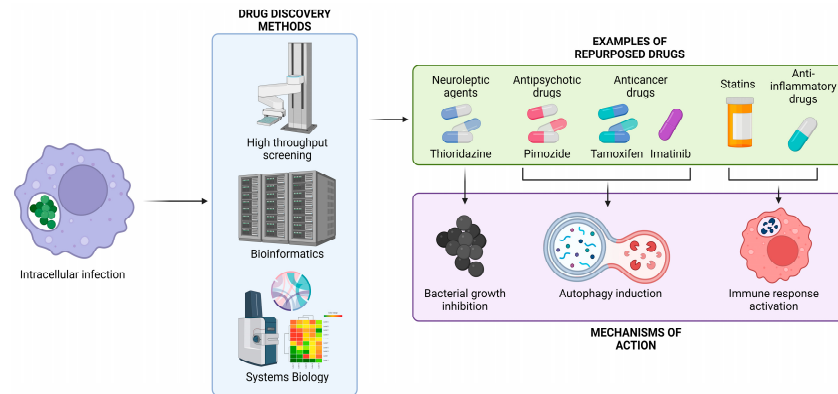 DRUG DISCOVERY
METHODS
High throughput
screening
Bioinformatics
Systems Biology
Intracellular infection
EXAMPLES OF
REPURPOSED DRUGS
Neuroleptic
agents
Antipsychotic
drugs
Anticancer
drugs
Statins
Anti-
inflammatory
drugs
Thioridazine
Pimozide
Tamoxifen
Imatinib
Bacterial growth
inhibition
Autophagy induction
Immune response
activation
MECHANISMS OF
ACTION